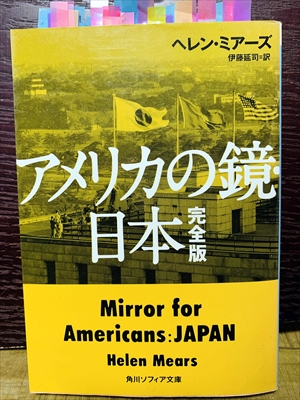 ヘレン・ミアーズ
伊藤延司=訳
アメリカの鏡・
日本 完全版
Mirror for
Americans: JAPAN
Helen Mears
角川ソフィア文庫